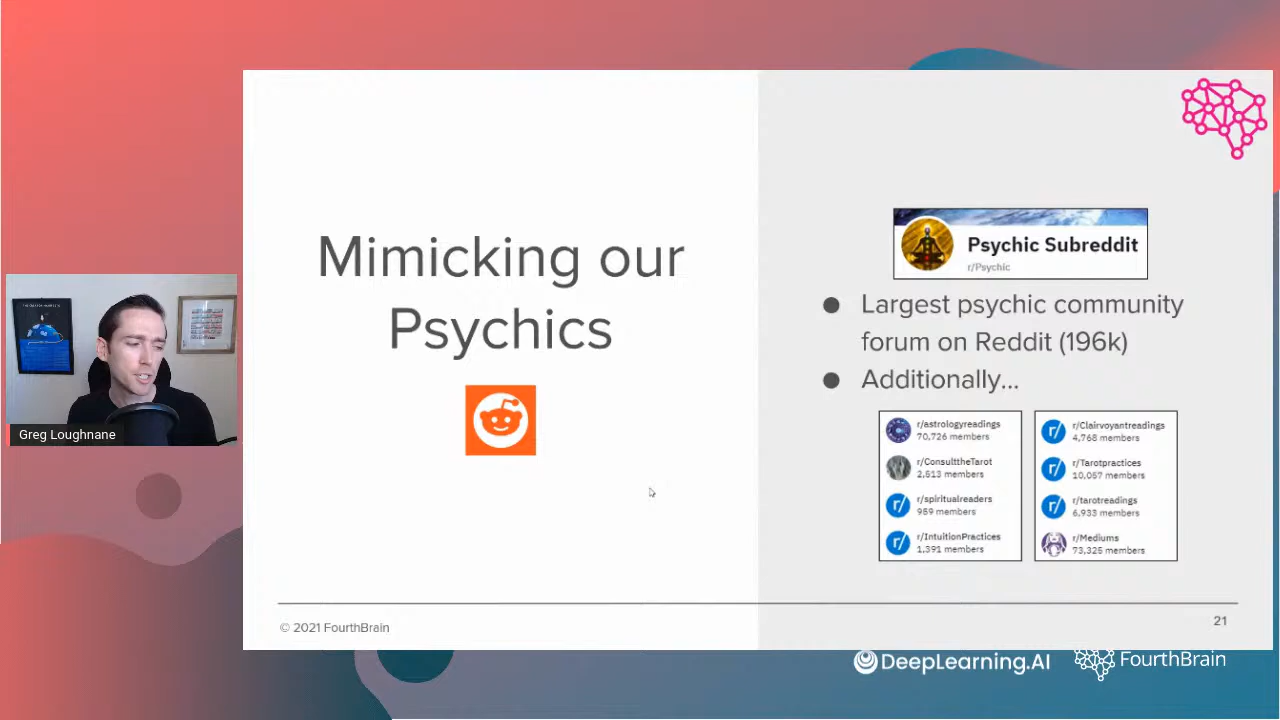 Mimicking our
Psychics
Psychic Subreddit
r/Psychic
● Largest psychic community
forum on Reddit (196k)
● Additionally...
r/astrologyreadings
70,726 members
r/ConsulttheTarot
2,513 members
r/spiritualreaders
959 members
r/IntuitionPractices
1,391 members
r/Clairvoyantreadings
4,768 members
r/Tarotpractices
10,057 members
r/tarotreadings
6,933 members
r/Mediums
73,325 members
r/
r/
r/
r/
r/
Greg Loughnane
© 2021 FourthBrain
21
DeepLearning.AI
FourthBrain